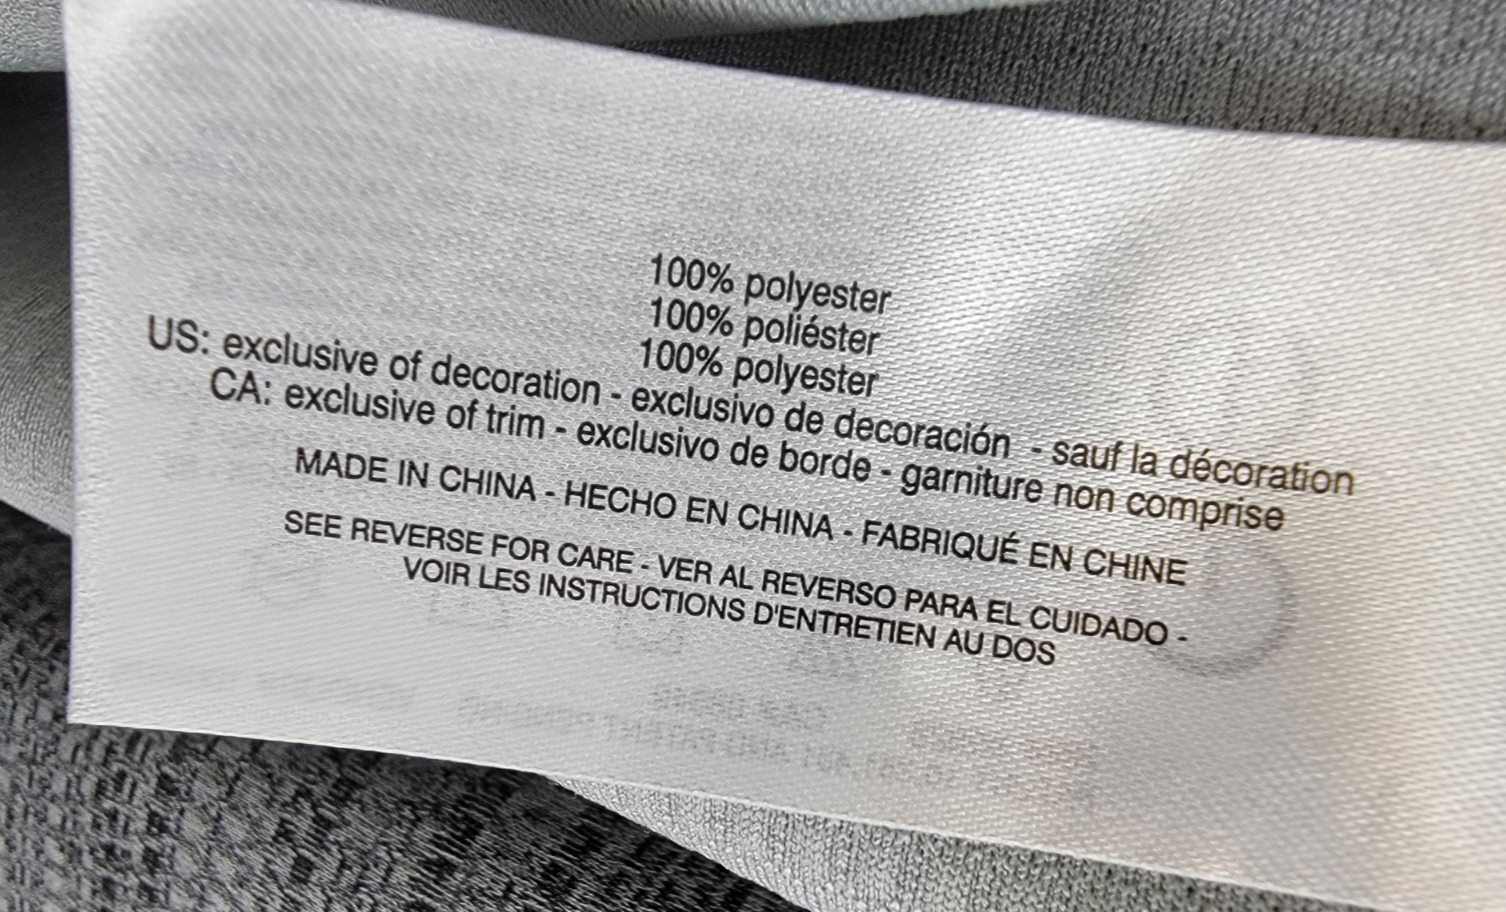 100% polyester
100% poliéster
100% polyester
US: exclusive of decoration - exclusivo de decoración - sauf la décoration
CA: exclusive of trim - exclusivo de borde - garniture non comprise
MADE IN CHINA - HECHO EN CHINA - FABRIQUÉ EN CHINE
SEE REVERSE FOR CARE - VER AL REVERSO PARA EL CUIDADO -
VOIR LES INSTRUCTIONS D'ENTRETIEN AU DOS